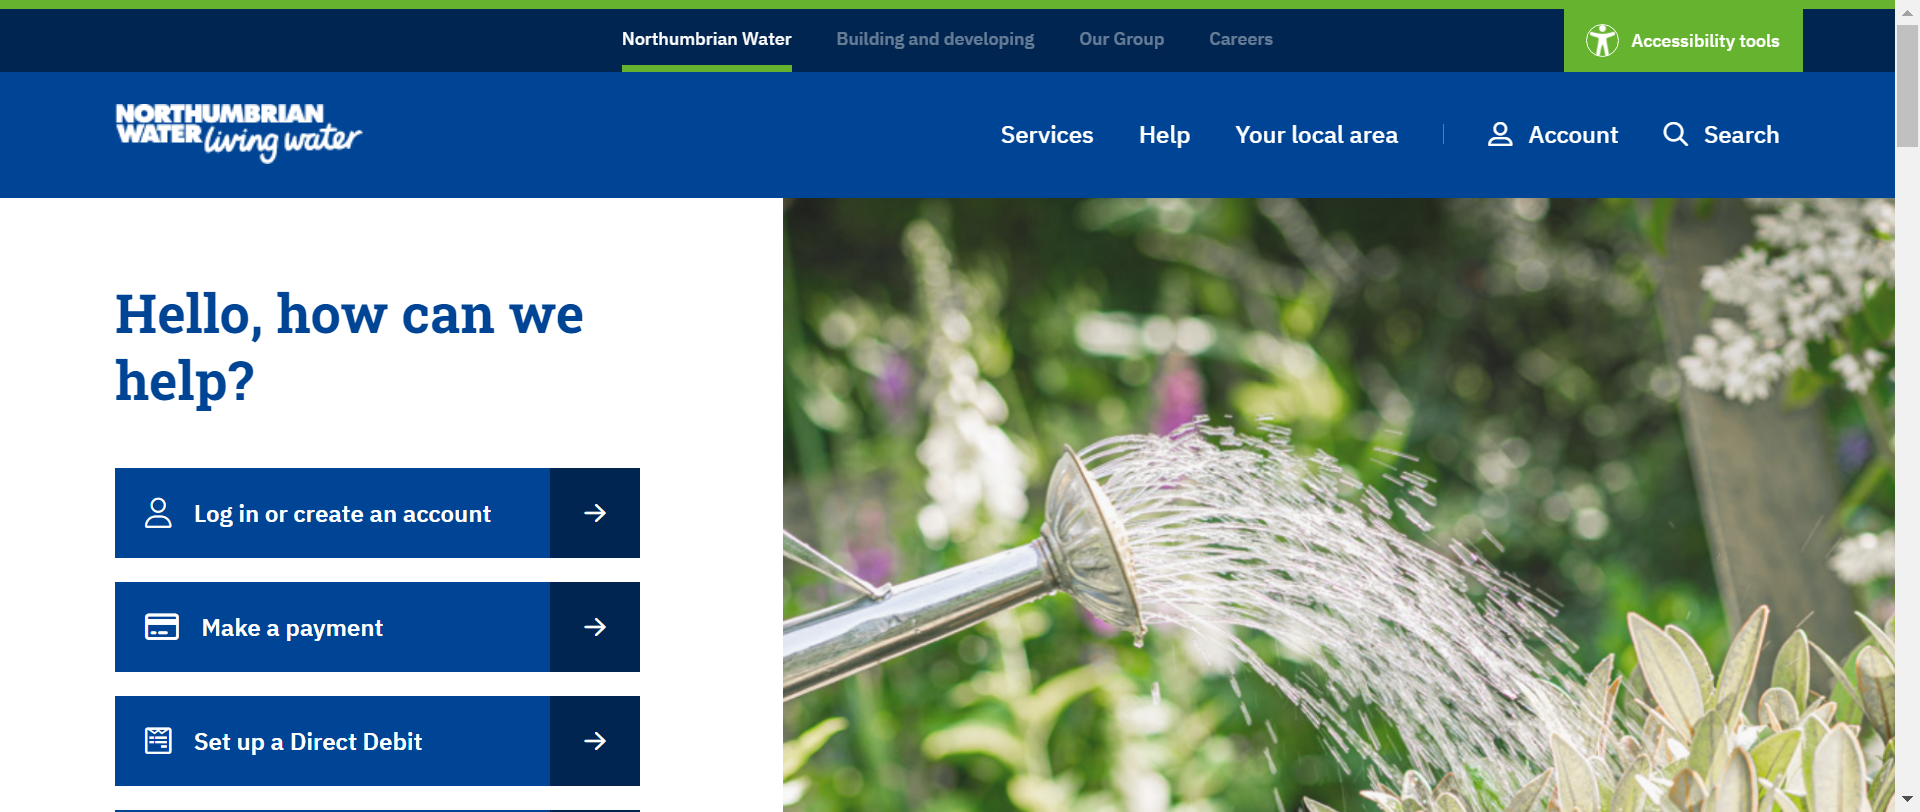 Northumbrian Water
Building and developing
Our Group
Careers
Accessibility tools
NORTHUMBRIAN
WATER living water
Services
Help
Your local area
Account
Search
Hello, how can we
help?
Log in or create an account
Make a payment
Set up a Direct Debit